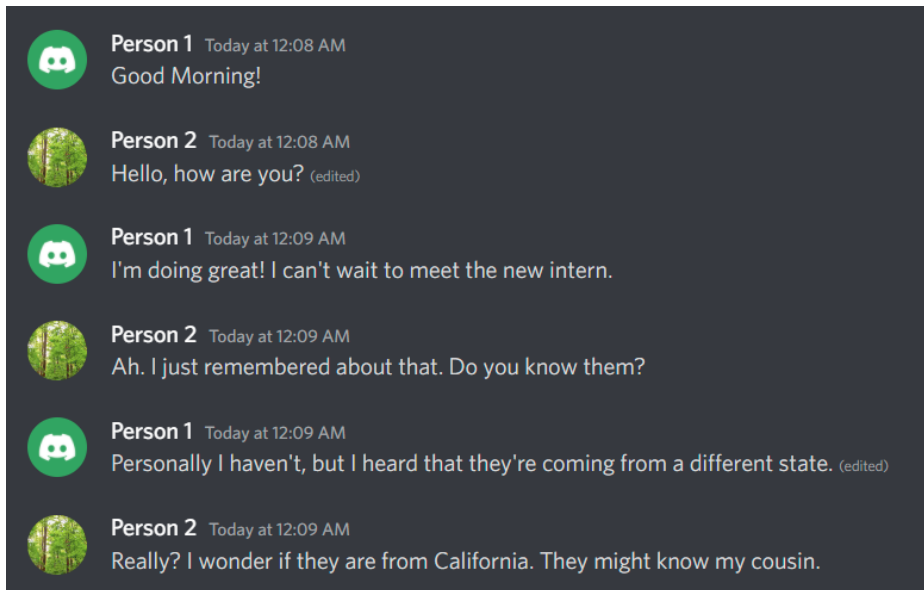 Person 1 Today at 12:08 AM
Good Morning!
Person 2 Today at 12:08 AM
Hello, how are you? (edited)
Person 1 Today at 12:09 AM
I'm doing great! I can't wait to meet the new intern.
Person 2 Today at 12:09 AM
Ah. I just remembered about that. Do you know them?
Person 1 Today at 12:09 AM
Personally I haven't, but I heard that they're coming from a different state. (edited)
Person 2 Today at 12:09 AM
Really? I wonder if they are from California. They might know my cousin.